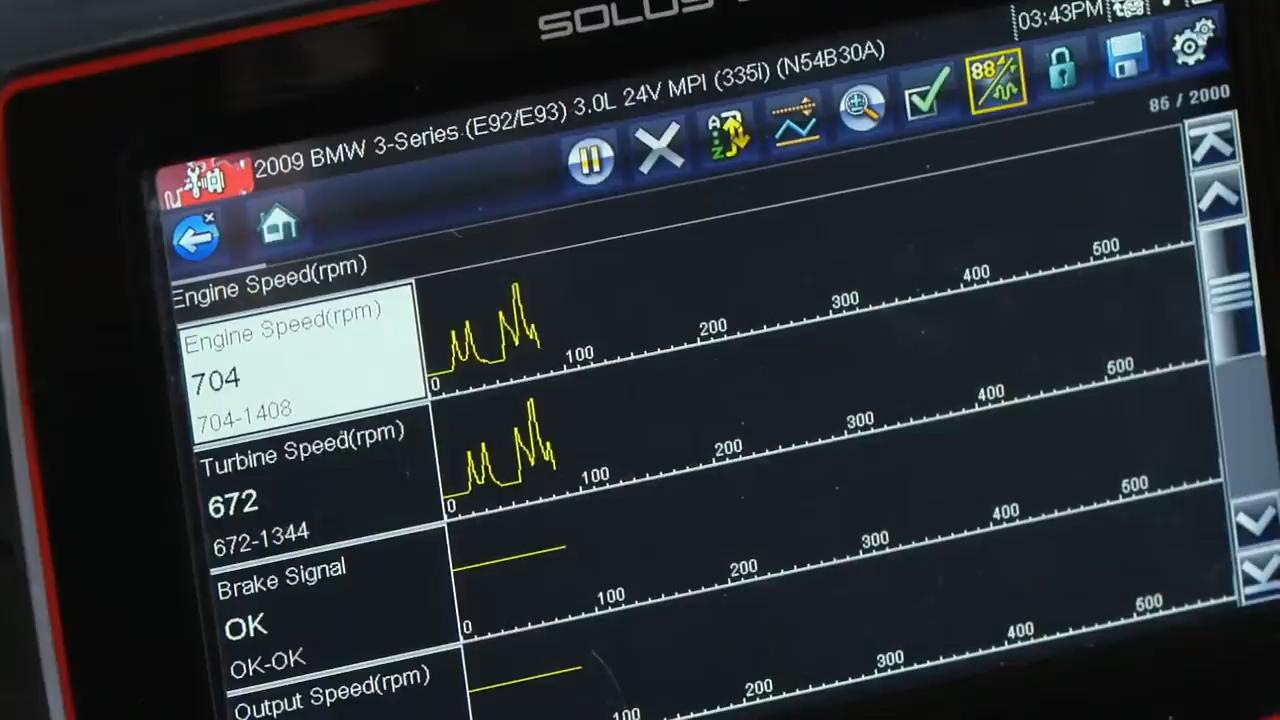 SOLUS
03:43PM
2009 BMW 3-Series (E92/E93) 3.0L 24V MPI (335i) (N54B30A)
86 / 2000
Engine Speed(rpm)
Engine Speed(rpm)
704
704-1408
0 100 200 300 400 500
Turbine Speed(rpm)
672
672-1344
0 100 200 300 400 500
Brake Signal
OK
OK-OK
0 100 200 300 400 500
Output Speed(rpm)
100 200 300 400 500